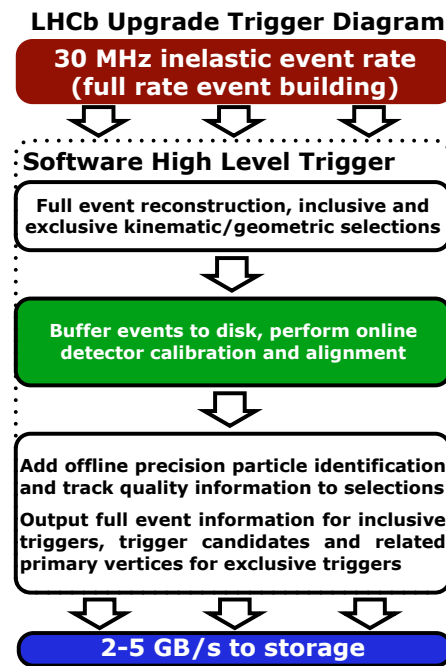 LHCb Upgrade Trigger Diagram
30 MHz inelastic event rate
(full rate event building)
Software High Level Trigger
Full event reconstruction, inclusive and
exclusive kinematic/geometric selections
Buffer events to disk, perform online
detector calibration and alignment
Add offline precision particle identification
and track quality information to selections
Output full event information for inclusive
triggers, trigger candidates and related
primary vertices for exclusive triggers
2-5 GB/s to storage